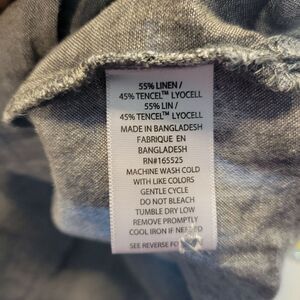 55% LINEN /
45% TENCEL™ LYOCELL
55% LIN /
45% TENCEL™ LYOCELL
MADE IN BANGLADESH
FABRIQUE EN
BANGLADESH
RN#165525
MACHINE WASH COLD
WITH LIKE COLORS
GENTLE CYCLE
DO NOT BLEACH
TUMBLE DRY LOW
REMOVE PROMPTLY
COOL IRON IF NEEDED
SEE REVERSE